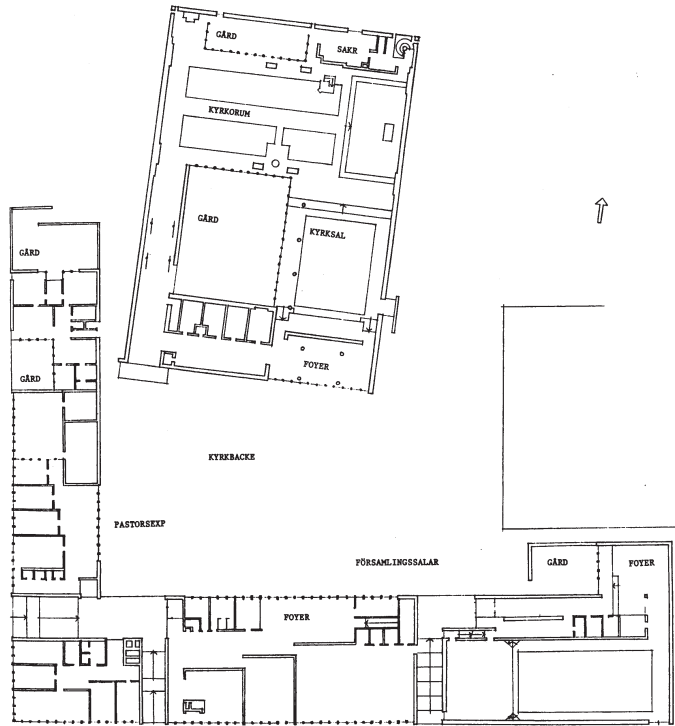 GÅRD
SAKR
KYRKORUM
GÅRD
KYRKSAL
GÅRD
FOYER
GÅRD
KYRKBACKE
PASTORSEXP
FÖRSAMLINGSSALAR
GÅRD
FOYER
FOYER